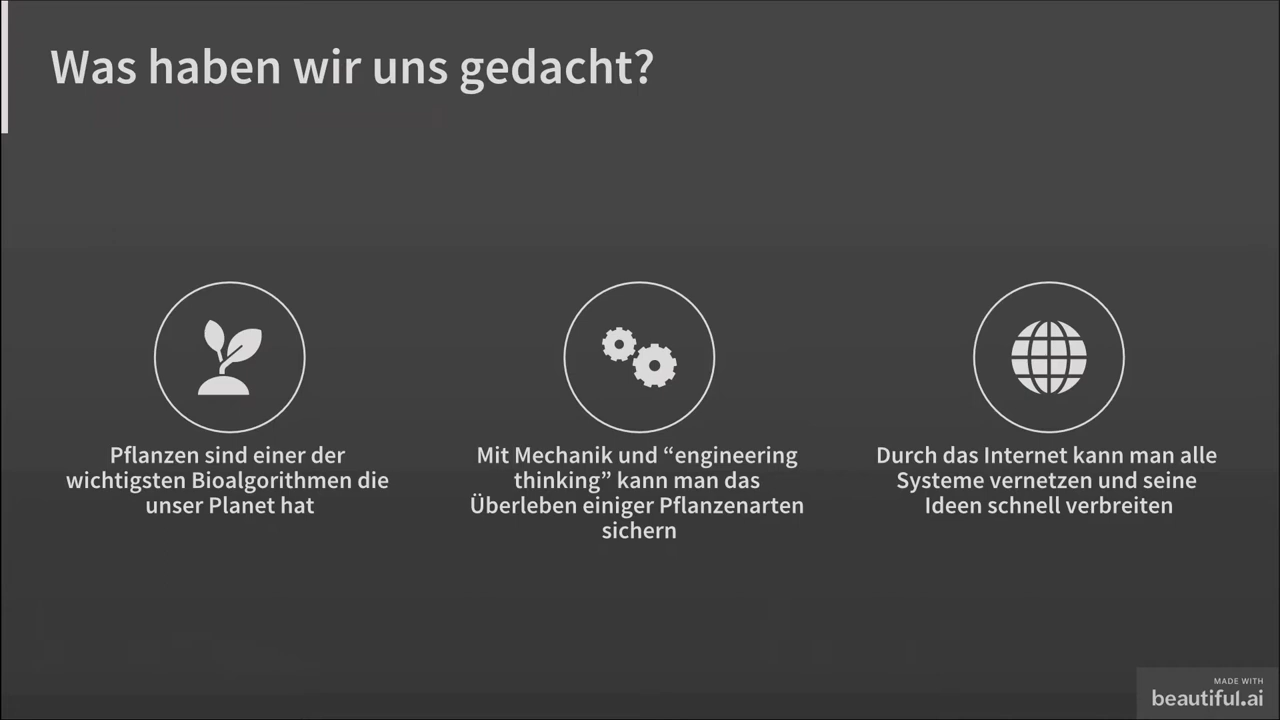 Was haben wir uns gedacht?
Pflanzen sind einer der
wichtigsten Bioalgorithmen die
unser Planet hat
Mit Mechanik und “engineering
thinking” kann man das
Überleben einiger Pflanzenarten
sichern
Durch das Internet kann man alle
Systeme vernetzen und seine
Ideen schnell verbreiten
MADE WITH
beautiful.ai